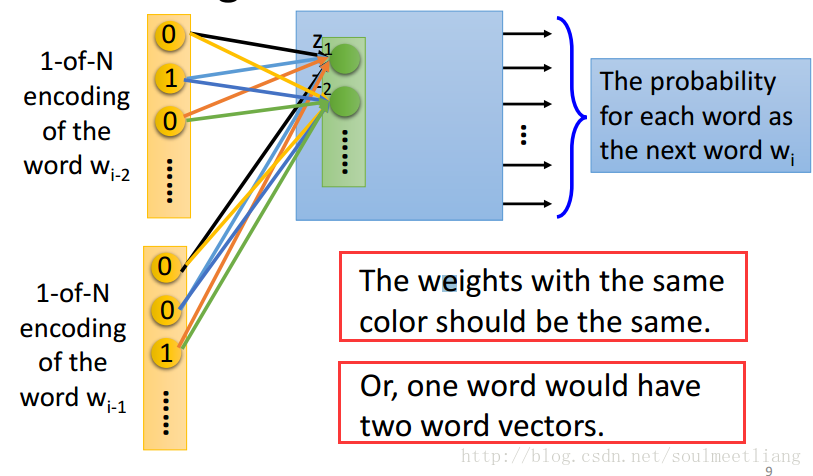 1-of-N
encoding
of the
word wi-2
0
1
0
......
z1
z-2
......
...
The probability
for each word as
the next word wi
1-of-N
encoding
of the
word wi-1
0
0
1
......
The weights with the same
color should be the same.
Or, one word would have
two word vectors.
http://blog.csdn.net/soulmeetliang
9